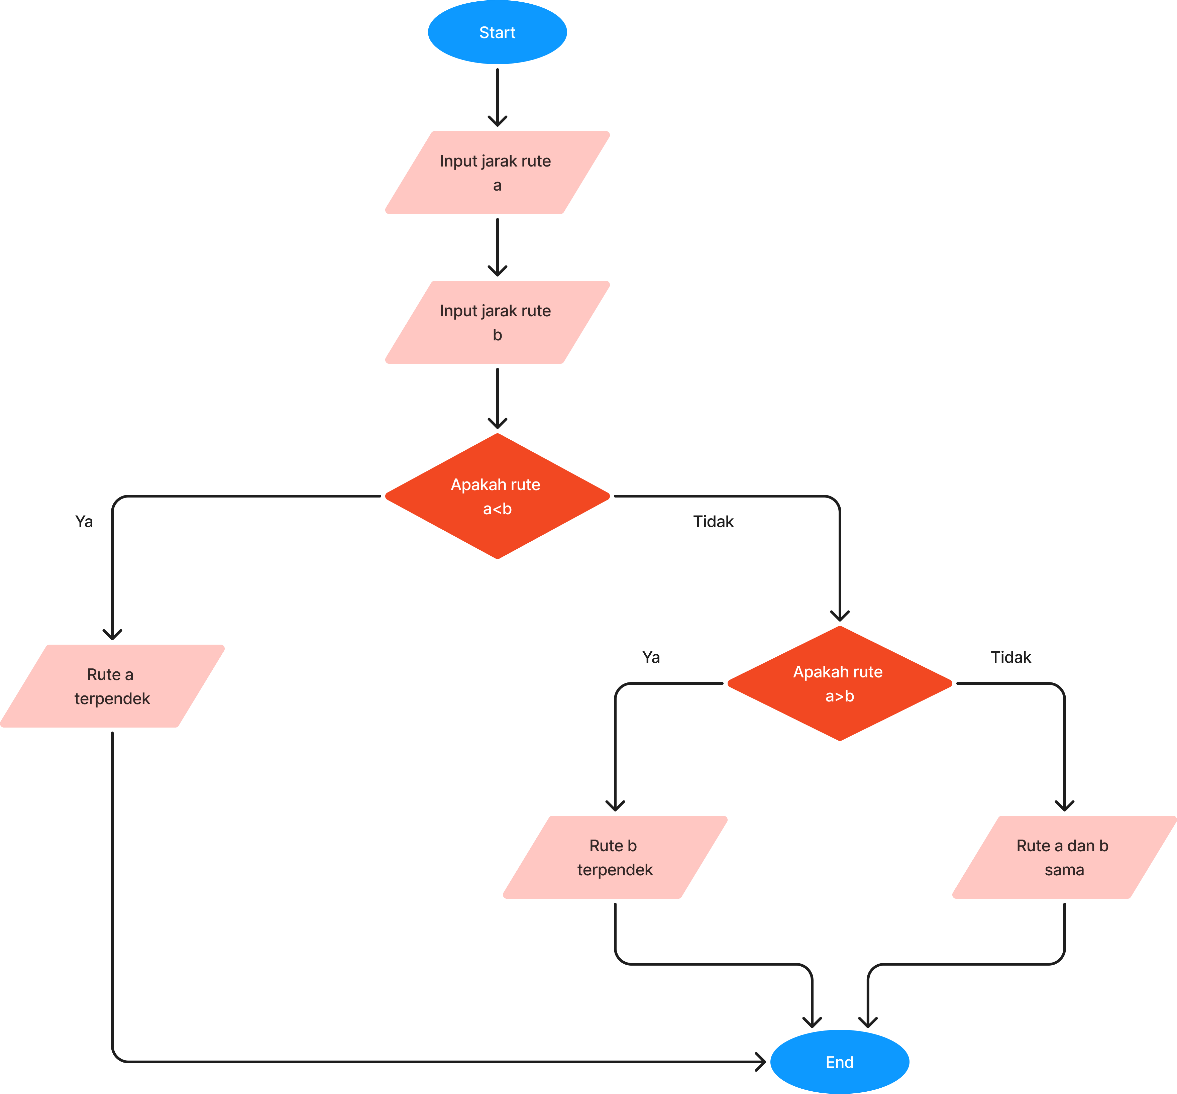 Start
Input jarak rute
a
Input jarak rute
b
Apakah rute
a<b
Ya
Tidak
Rute a
terpendek
Apakah rute
a>b
Ya
Tidak
Rute b
terpendek
Rute a dan b
sama
End